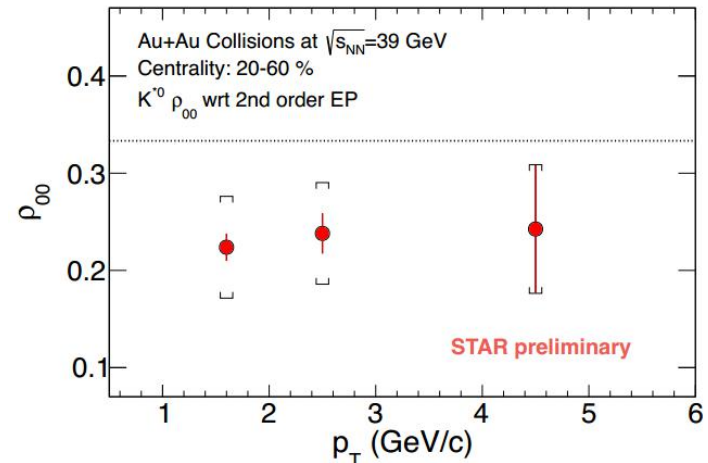 Au+Au Collisions at √sNN=39 GeV
Centrality: 20-60 %
K*0 ρ00 wrt 2nd order EP
0.4
0.3
0.2
0.1
ρ00
STAR preliminary
1 2 3 4 5 6
pT (GeV/c)